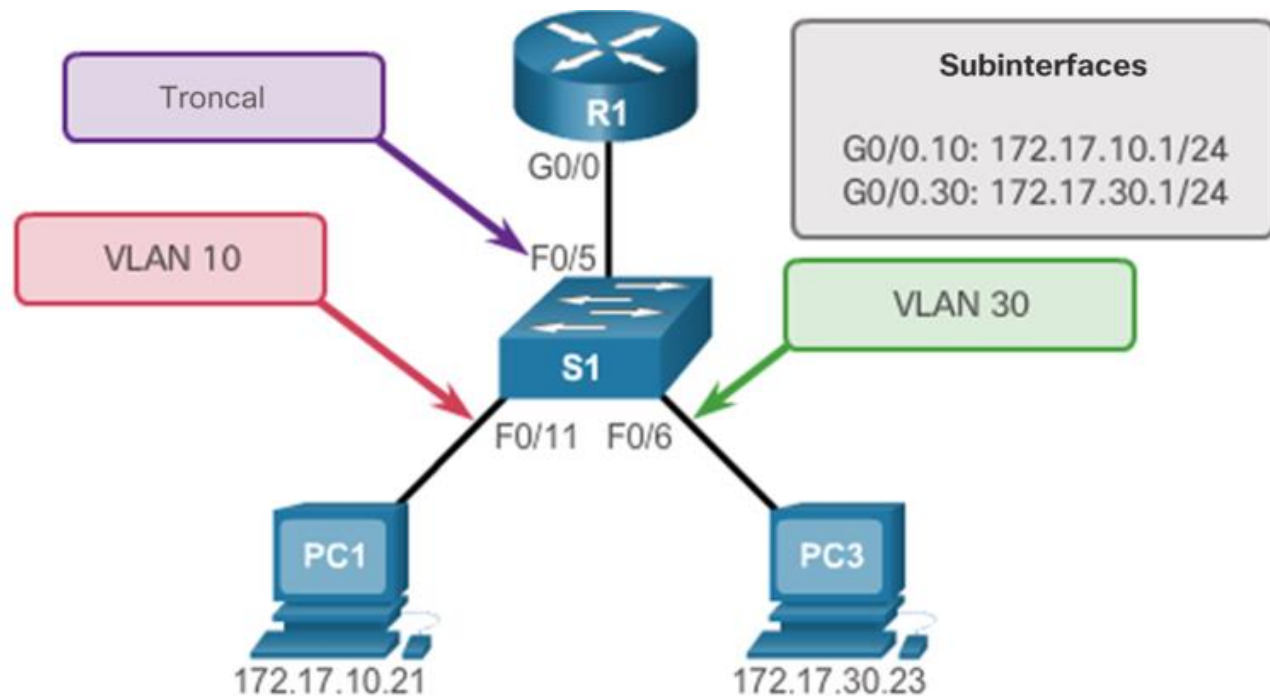 Troncal
R1
Subinterfaces
G0/0.10: 172.17.10.1/24
G0/0.30: 172.17.30.1/24
G0/0
VLAN 10
F0/5
VLAN 30
S1
F0/11
F0/6
PC1
PC3
172.17.10.21
172.17.30.23